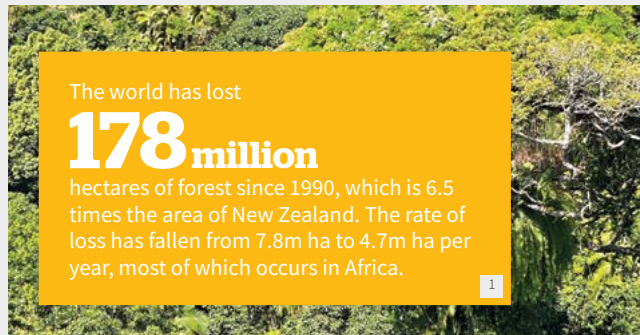 The world has lost
178 million
hectares of forest since 1990, which is 6.5
times the area of New Zealand. The rate of
loss has fallen from 7.8m ha to 4.7m ha per
year, most of which occurs in Africa.
1